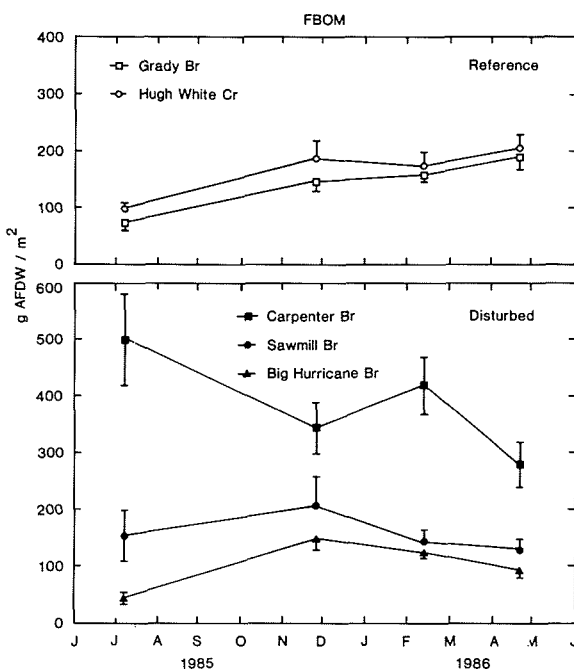 FBOM
400
300
200
100
0
Grady Br
Hugh White Cr
Reference
g AFDW / m²
600
500
400
300
200
100
0
Carpenter Br
Sawmill Br
Big Hurricane Br
Disturbed
J J A S O N D J F M A M J
1985 1986